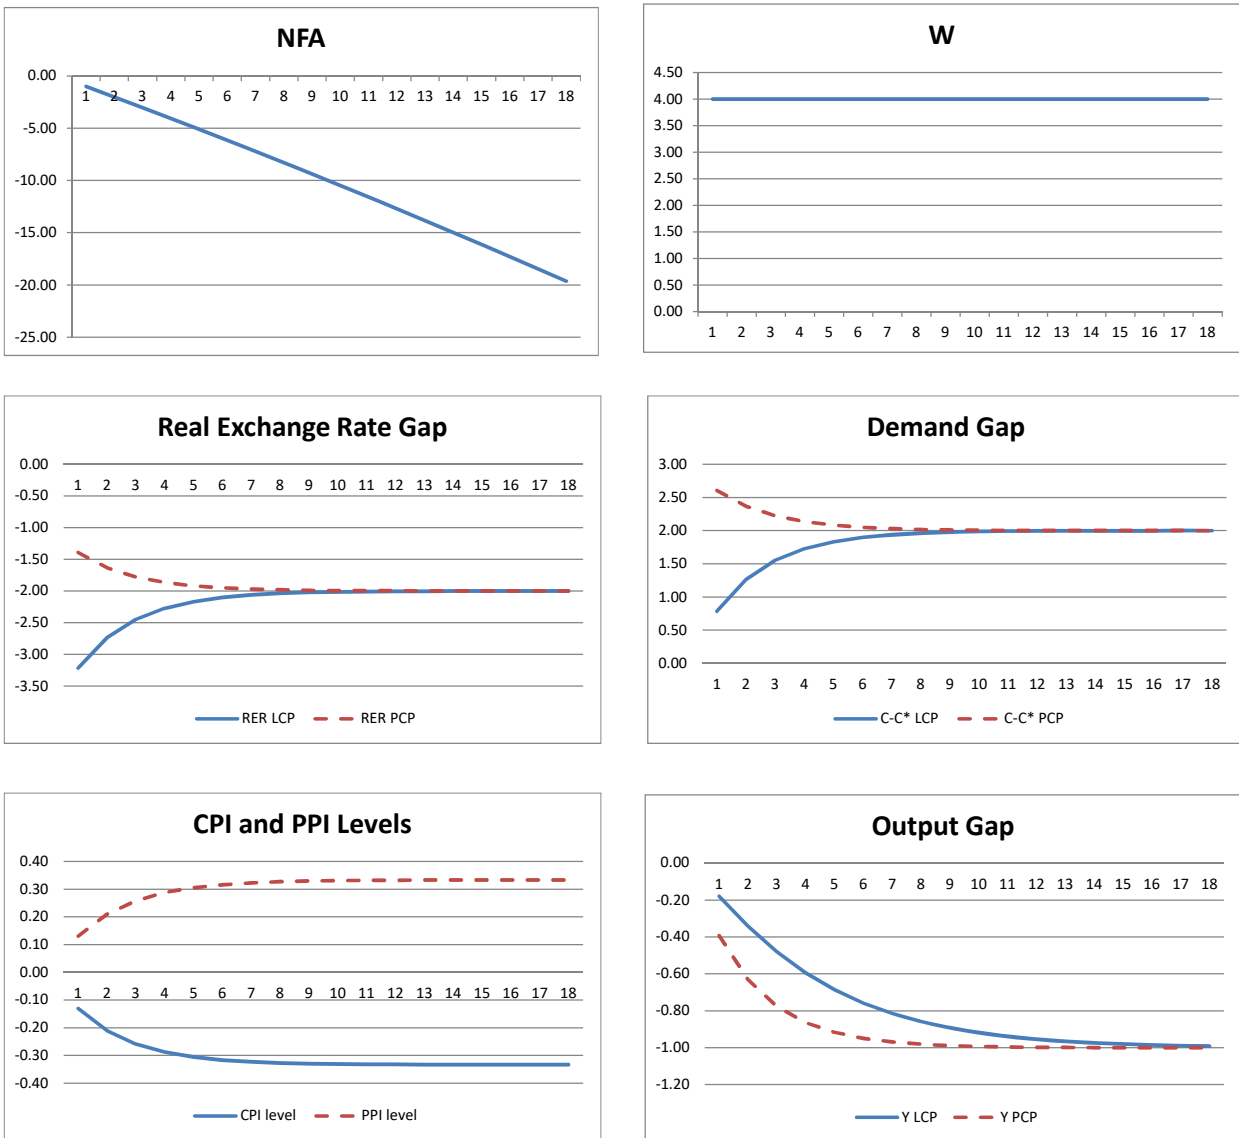 NFA
0.00
-5.00
-10.00
-15.00
-20.00
-25.00
1 2 3 4 5 6 7 8 9 10 11 12 13 14 15 16 17 18
W
4.50
4.00
3.50
3.00
2.50
2.00
1.50
1.00
0.50
0.00
1 2 3 4 5 6 7 8 9 10 11 12 13 14 15 16 17 18
Real Exchange Rate Gap
0.00
-0.50
-1.00
-1.50
-2.00
-2.50
-3.00
-3.50
1 2 3 4 5 6 7 8 9 10 11 12 13 14 15 16 17 18
RER LCP RER PCP
Demand Gap
3.00
2.50
2.00
1.50
1.00
0.50
0.00
1 2 3 4 5 6 7 8 9 10 11 12 13 14 15 16 17 18
C-C* LCP C-C* PCP
CPI and PPI Levels
0.40
0.30
0.20
0.10
0.00
-0.10
-0.20
-0.30
-0.40
1 2 3 4 5 6 7 8 9 10 11 12 13 14 15 16 17 18
CPI level PPI level
Output Gap
0.00
-0.20
-0.40
-0.60
-0.80
-1.00
-1.20
1 2 3 4 5 6 7 8 9 10 11 12 13 14 15 16 17 18
Y LCP Y PCP